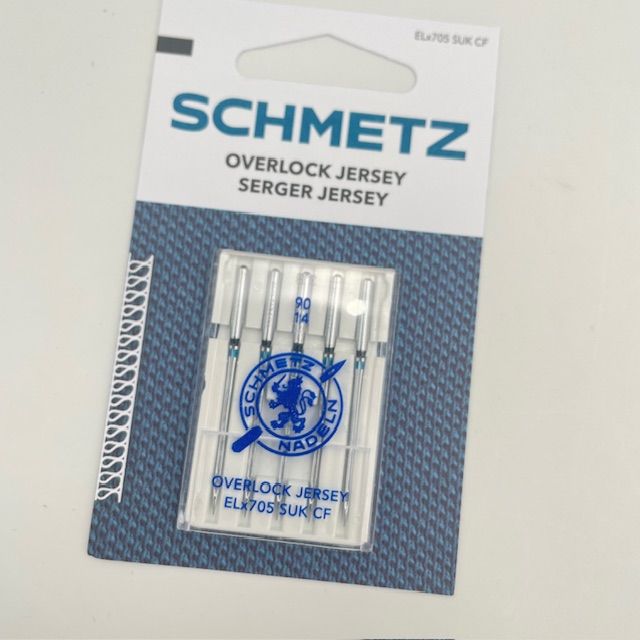 ELx705 SUK CF
SCHMETZ
OVERLOCK JERSEY
SERGER JERSEY
90
14
SCHMETZ
NADELN
OVERLOCK JERSEY
ELx705 SUK CF